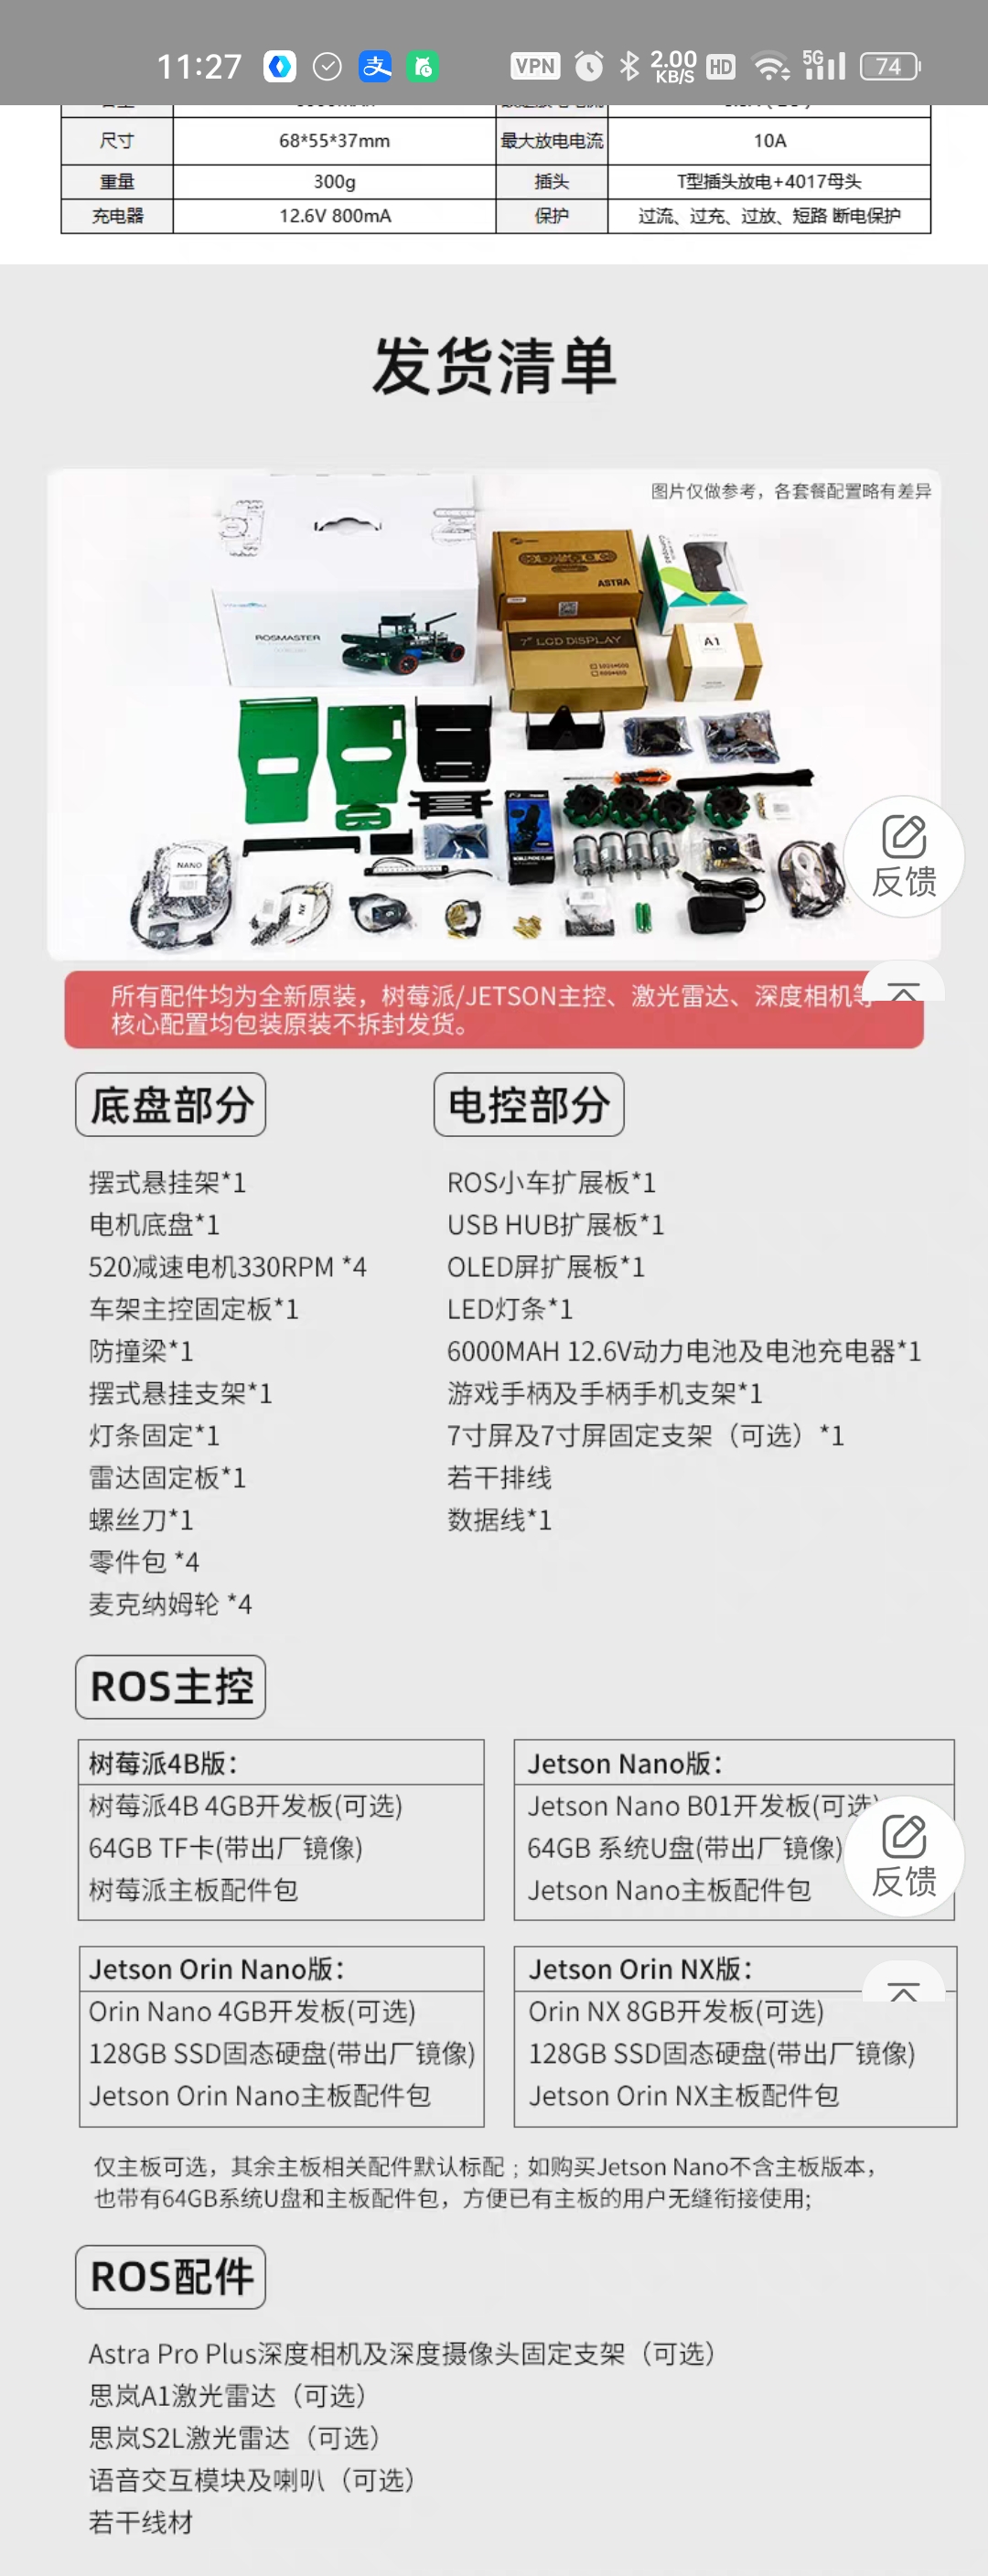 11:27
VPN
2.00
KB/S
HD
5G
74
尺寸 68*55*37mm 最大放电电流 10A
重量 300g 插头 T型插头放电+4017母头
充电器 12.6V 800mA 保护 过流、过充、过放、短路 断电保护
发货清单
图片仅做参考，各套餐配置略有差异
ASTRA
ROSMASTER
7" LCD DISPLAY
A1
NANO
NX
反馈
所有配件均为全新原装，树莓派/JETSON主控、激光雷达、深度相机等
核心配置均包装原装不拆封发货。
底盘部分
摆式悬挂架*1
电机底盘*1
520减速电机330RPM *4
车架主控固定板*1
防撞梁*1
摆式悬挂支架*1
灯条固定*1
雷达固定板*1
螺丝刀*1
零件包 *4
麦克纳姆轮 *4
电控部分
ROS小车扩展板*1
USB HUB扩展板*1
OLED屏扩展板*1
LED灯条*1
6000MAH 12.6V动力电池及电池充电器*1
游戏手柄及手柄手机支架*1
7寸屏及7寸屏固定支架（可选）*1
若干排线
数据线*1
ROS主控
树莓派4B版：
树莓派4B 4GB开发板(可选)
64GB TF卡(带出厂镜像)
树莓派主板配件包
Jetson Nano版：
Jetson Nano B01开发板(可选)
64GB 系统U盘(带出厂镜像)
Jetson Nano主板配件包
反馈
Jetson Orin Nano版：
Orin Nano 4GB开发板(可选)
128GB SSD固态硬盘(带出厂镜像)
Jetson Orin Nano主板配件包
Jetson Orin NX版：
Orin NX 8GB开发板(可选)
128GB SSD固态硬盘(带出厂镜像)
Jetson Orin NX主板配件包
仅主板可选，其余主板相关配件默认标配；如购买Jetson Nano不含主板版本，
也带有64GB系统U盘和主板配件包，方便已有主板的用户无缝衔接使用;
ROS配件
Astra Pro Plus深度相机及深度摄像头固定支架（可选）
思岚A1激光雷达（可选）
思岚S2L激光雷达（可选）
语音交互模块及喇叭（可选）
若干线材